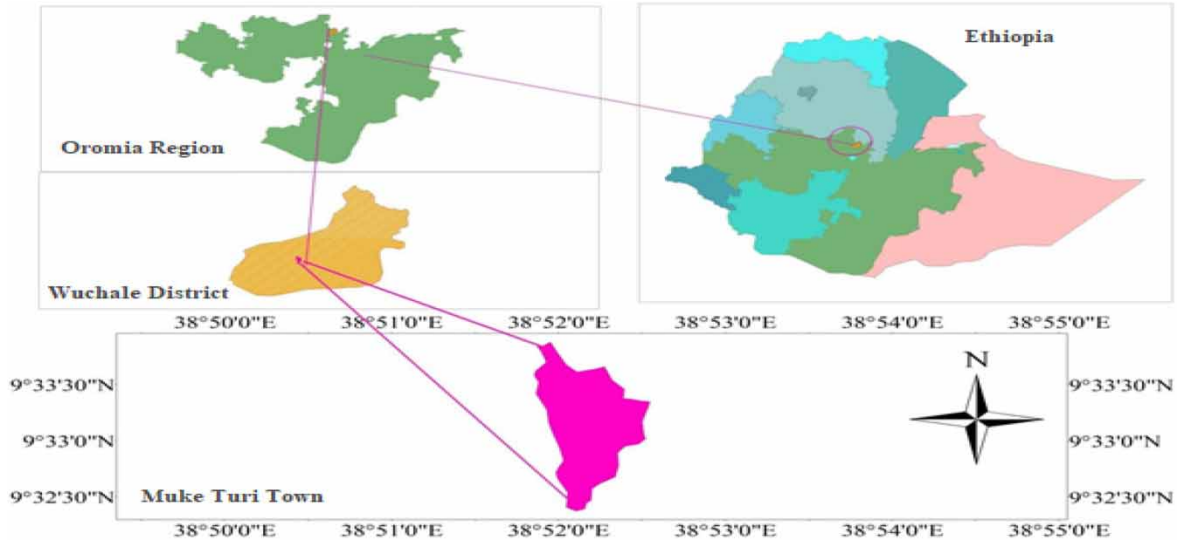 Ethiopia
Oromia Region
Wuchale District
38°50'0"E 38°51'0"E 38°52'0"E 38°53'0"E 38°54'0"E 38°55'0"E
N
9°33'30"N 9°33'30"N
9°33'0"N 9°33'0"N
9°32'30"N 9°32'30"N
Muke Turi Town
38°50'0"E 38°51'0"E 38°52'0"E 38°53'0"E 38°54'0"E 38°55'0"E